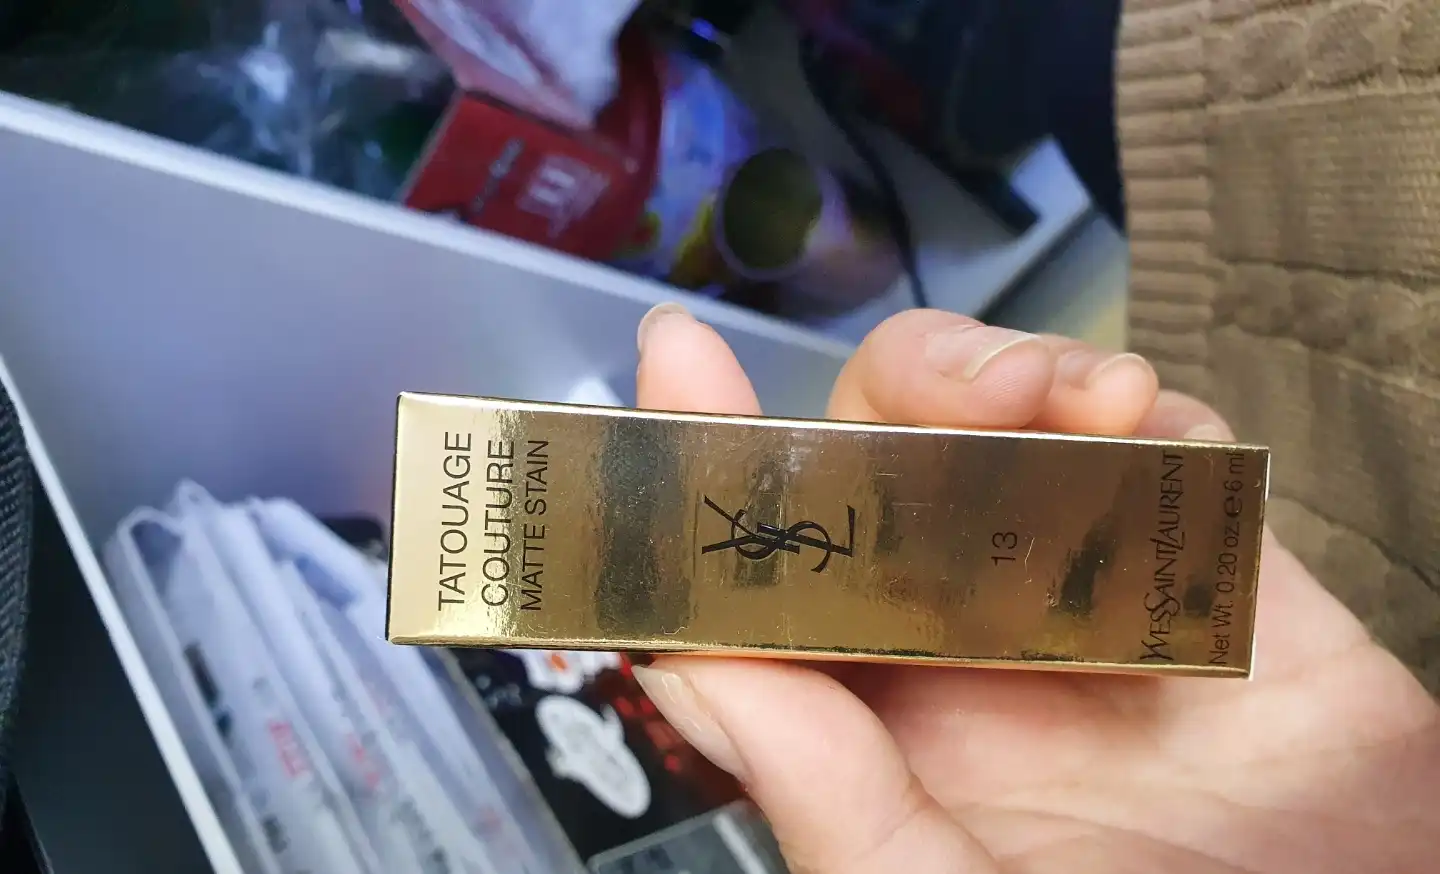 TATOUAGE
COUTURE
MATTE STAIN
YSL
13
YVESSAINTLAURENT
Net Wt. 0.20 oz e 6 ml